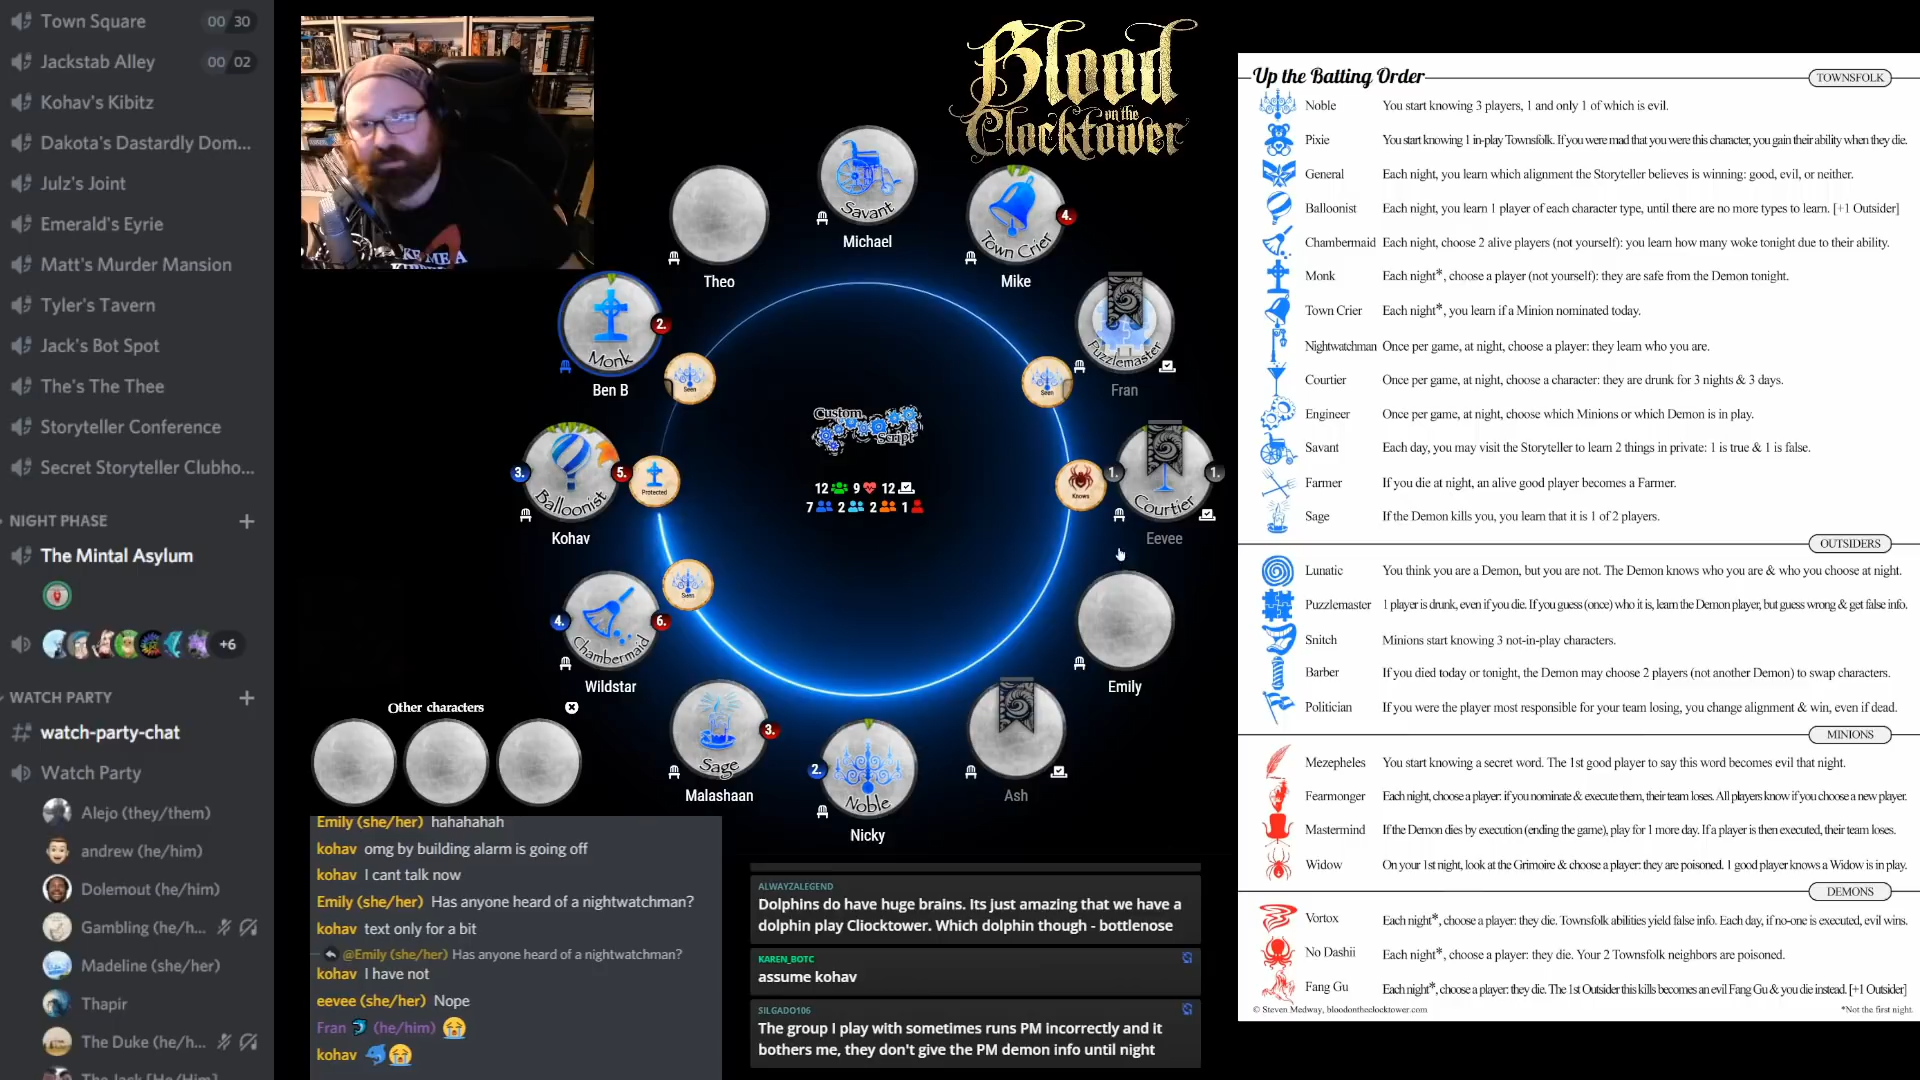 Town Square
00 30
Jackstab Alley
00 02
Kohav's Kibitz
Dakota's Dastardly Dom...
Julz's Joint
Emerald's Eyrie
Matt's Murder Mansion
Tyler's Tavern
Jack's Bot Spot
The's The Thee
Storyteller Conference
Secret Storyteller Clubho...
NIGHT PHASE
The Mintal Asylum
+6
WATCH PARTY
watch-party-chat
Watch Party
Alejo (they/them)
andrew (he/him)
Dolemout (he/him)
Gambling (he/h...
Madeline (she/her)
Thapir
The Duke (he/h...
The Jack [He/Him]
Blood
on the
Clocktower
Savant
Michael
Theo
Town Crier
4.
Mike
Monk
2.
Ben B
Seen
Puzzlemaster
Fran
Seen
Balloonist
3.
5.
Kohav
Protected
Custom
Script
12 9 12
7 2 2 1
Knows
1.
Courtier
1.
Eevee
Chambermaid
4.
6.
Wildstar
Seen
Emily
Sage
3.
Malashaan
Noble
2.
Nicky
Ash
Other characters
Emily (she/her) hahahahah
kohav omg by building alarm is going off
kohav I cant talk now
Emily (she/her) Has anyone heard of a nightwatchman?
kohav text only for a bit
@Emily (she/her) Has anyone heard of a nightwatchman?
kohav I have not
eevee (she/her) Nope
Fran 🐬 (he/him) 😭
kohav 🐬😭
ALWAYZALEGEND
Dolphins do have huge brains. Its just amazing that we have a
dolphin play Cliocktower. Which dolphin though - bottlenose
KAREN_BOTC
assume kohav
SILGADO106
The group I play with sometimes runs PM incorrectly and it
bothers me, they don't give the PM demon info until night
Up the Batting Order
TOWNSFOLK
Noble You start knowing 3 players, 1 and only 1 of which is evil.
Pixie You start knowing 1 in-play Townsfolk. If you were mad that you were this character, you gain their ability when they die.
General Each night, you learn which alignment the Storyteller believes is winning: good, evil, or neither.
Balloonist Each night, you learn 1 player of each character type, until there are no more types to learn. [+1 Outsider]
Chambermaid Each night, choose 2 alive players (not yourself): you learn how many woke tonight due to their ability.
Monk Each night*, choose a player (not yourself): they are safe from the Demon tonight.
Town Crier Each night*, you learn if a Minion nominated today.
Nightwatchman Once per game, at night, choose a player: they learn who you are.
Courtier Once per game, at night, choose a character: they are drunk for 3 nights & 3 days.
Engineer Once per game, at night, choose which Minions or which Demon is in play.
Savant Each day, you may visit the Storyteller to learn 2 things in private: 1 is true & 1 is false.
Farmer If you die at night, an alive good player becomes a Farmer.
Sage If the Demon kills you, you learn that it is 1 of 2 players.
OUTSIDERS
Lunatic You think you are a Demon, but you are not. The Demon knows who you are & who you choose at night.
Puzzlemaster 1 player is drunk, even if you die. If you guess (once) who it is, learn the Demon player, but guess wrong & get false info.
Snitch Minions start knowing 3 not-in-play characters.
Barber If you died today or tonight, the Demon may choose 2 players (not another Demon) to swap characters.
Politician If you were the player most responsible for your team losing, you change alignment & win, even if dead.
MINIONS
Mezepheles You start knowing a secret word. The 1st good player to say this word becomes evil that night.
Fearmonger Each night, choose a player: if you nominate & execute them, their team loses. All players know if you choose a new player.
Mastermind If the Demon dies by execution (ending the game), play for 1 more day. If a player is then executed, their team loses.
Widow On your 1st night, look at the Grimoire & choose a player: they are poisoned. 1 good player knows a Widow is in play.
DEMONS
Vortox Each night*, choose a player: they die. Townsfolk abilities yield false info. Each day, if no-one is executed, evil wins.
No Dashii Each night*, choose a player: they die. Your 2 Townsfolk neighbors are poisoned.
Fang Gu Each night*, choose a player: they die. The 1st Outsider this kills becomes an evil Fang Gu & you die instead. [+1 Outsider]
© Steven Medway, bloodontheclocktower.com
*Not the first night.